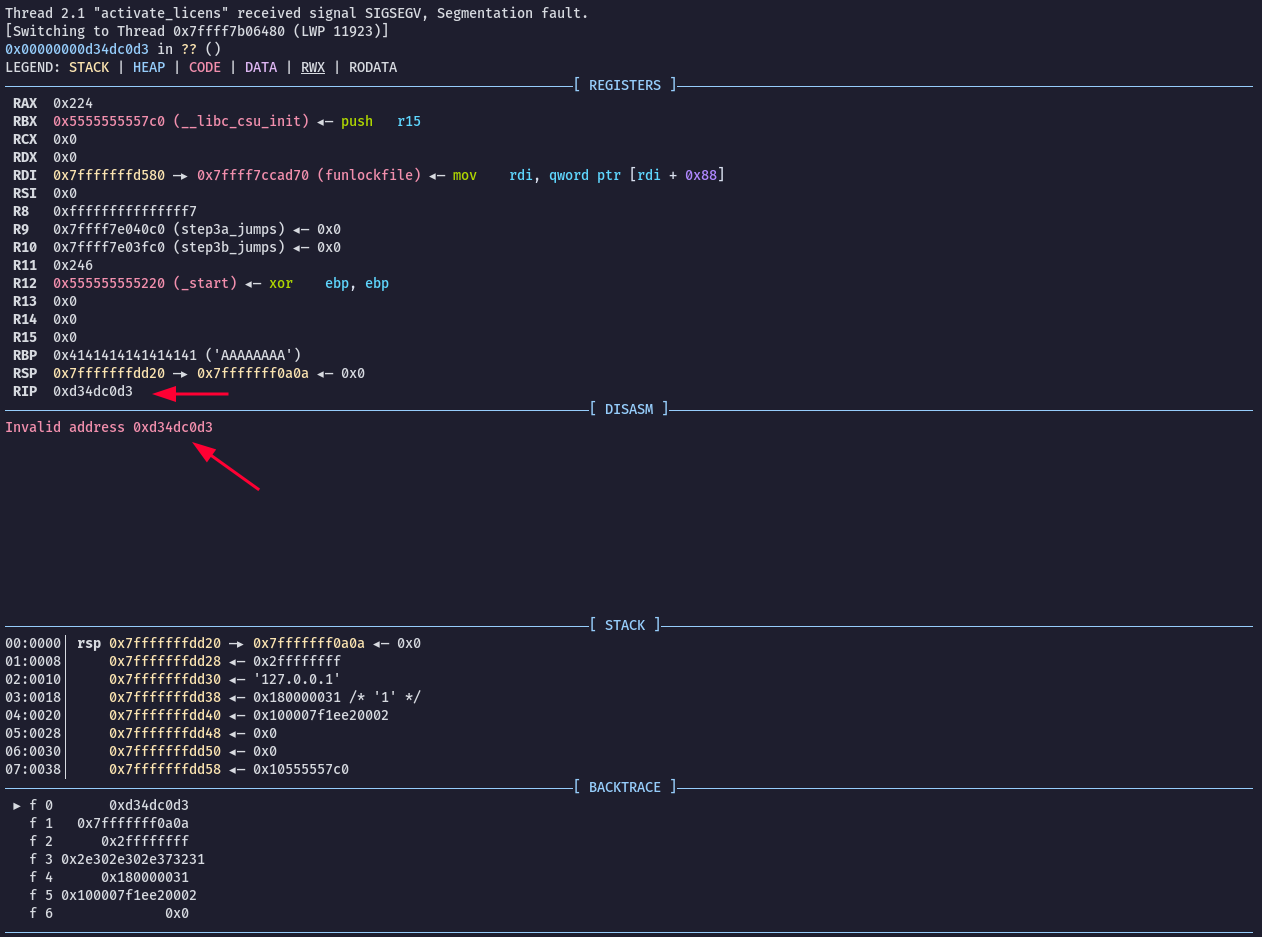 Thread 2.1 "activate_licens" received signal SIGSEGV, Segmentation fault.
[Switching to Thread 0x7ffff7b06480 (LWP 11923)]
0x00000000d34dc0d3 in ?? ()
LEGEND: STACK | HEAP | CODE | DATA | RWX | RODATA
[ REGISTERS ]
RAX  0x224
RBX  0x5555555557c0 (__libc_csu_init) ◂— push   r15
RCX  0x0
RDX  0x0
RDI  0x7fffffffd580 —▸ 0x7ffff7ccad70 (funlockfile) ◂— mov    rdi, qword ptr [rdi + 0x88]
RSI  0x0
R8   0xfffffffffffffff7
R9   0x7ffff7e040c0 (step3a_jumps) ◂— 0x0
R10  0x7ffff7e03fc0 (step3b_jumps) ◂— 0x0
R11  0x246
R12  0x555555555220 (_start) ◂— xor    ebp, ebp
R13  0x0
R14  0x0
R15  0x0
RBP  0x4141414141414141 ('AAAAAAAA')
RSP  0x7fffffffdd20 —▸ 0x7fffffff0a0a ◂— 0x0
RIP  0xd34dc0d3
[ DISASM ]
Invalid address 0xd34dc0d3
[ STACK ]
00:0000│  rsp 0x7fffffffdd20 —▸ 0x7fffffff0a0a ◂— 0x0
01:0008│      0x7fffffffdd28 ◂— 0x2ffffffff
02:0010│      0x7fffffffdd30 ◂— '127.0.0.1'
03:0018│      0x7fffffffdd38 ◂— 0x180000031 /* '1' */
04:0020│      0x7fffffffdd40 ◂— 0x100007f1ee20002
05:0028│      0x7fffffffdd48 ◂— 0x0
06:0030│      0x7fffffffdd50 ◂— 0x0
07:0038│      0x7fffffffdd58 ◂— 0x10555557c0
[ BACKTRACE ]
► f 0       0xd34dc0d3
f 1   0x7fffffff0a0a
f 2      0x2ffffffff
f 3 0x2e302e302e373231
f 4      0x180000031
f 5 0x100007f1ee20002
f 6              0x0